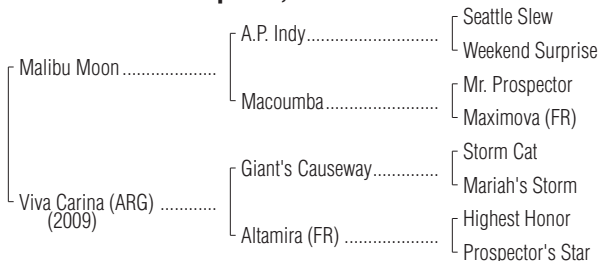 Seattle Slew
A.P. Indy
Weekend Surprise
Malibu Moon
Mr. Prospector
Macoumba
Maximova (FR)
Storm Cat
Giant's Causeway
Mariah's Storm
Viva Carina (ARG)
(2009)
Highest Honor
Altamira (FR)
Prospector's Star